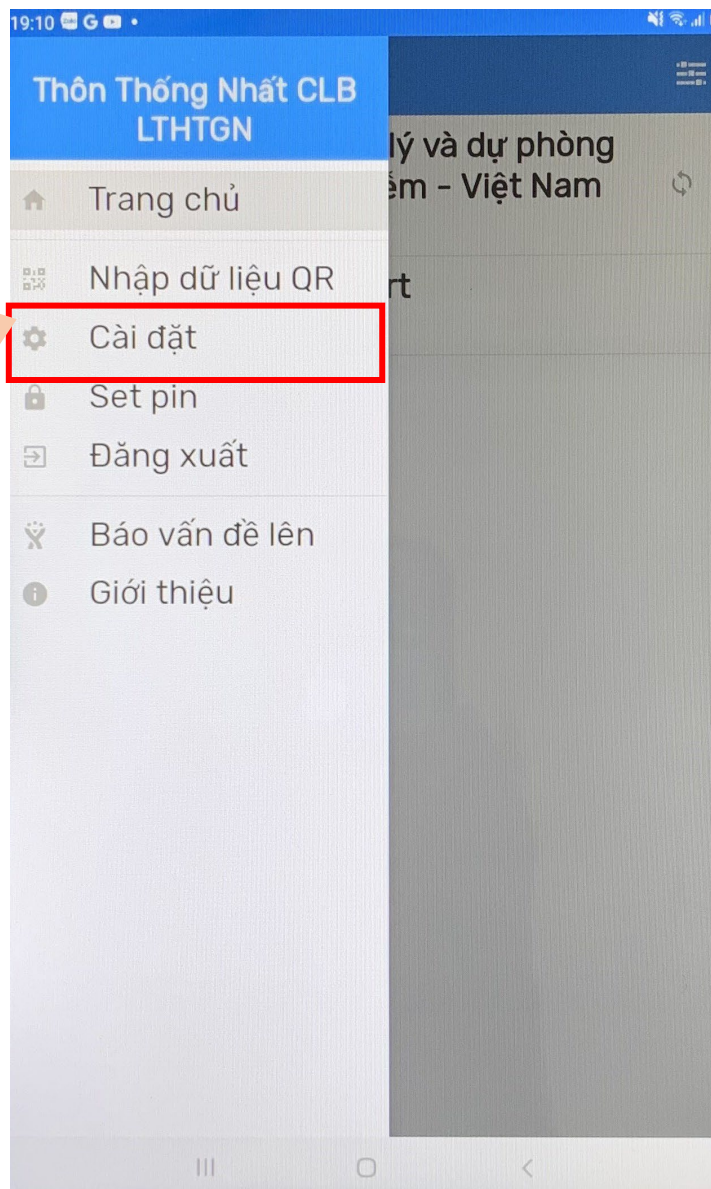 19:10
Thôn Thống Nhất CLB
LTHTGN
lý và dự phòng
ễm - Việt Nam
rt
Trang chủ
Nhập dữ liệu QR
Cài đặt
Set pin
Đăng xuất
Báo vấn đề lên
Giới thiệu